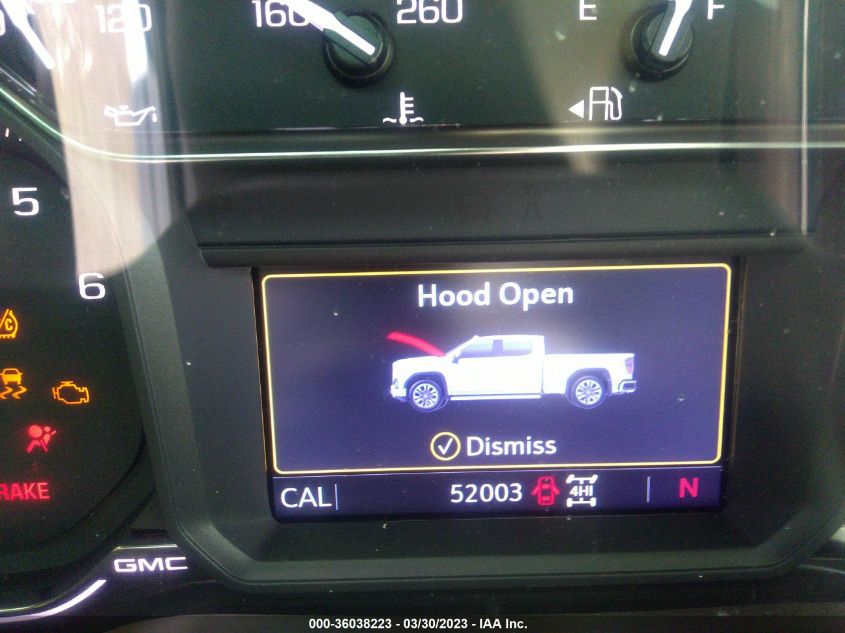 120 160 260 E F
5
6
Hood Open
Dismiss
BRAKE
CAL 52003 4HI N
GMC
000-36038223 - 03/30/2023 - IAA Inc.